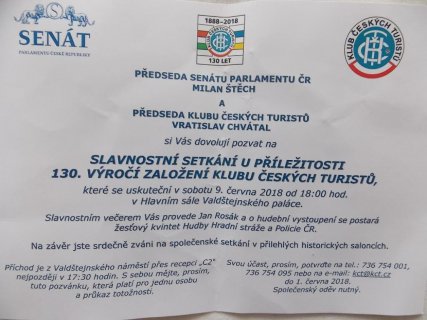 SENÁT
PARLAMENTU ČESKÉ REPUBLIKY
1888-2018
130 LET
KLUB ČESKÝCH TURISTŮ
PŘEDSEDA SENÁTU PARLAMENTU ČR
MILAN ŠTĚCH
A
PŘEDSEDA KLUBU ČESKÝCH TURISTŮ
VRATISLAV CHVÁTAL
si Vás dovolují pozvat na
SLAVNOSTNÍ SETKÁNÍ U PŘÍLEŽITOSTI
130. VÝROČÍ ZALOŽENÍ KLUBU ČESKÝCH TURISTŮ,
které se uskuteční v sobotu 9. června 2018 od 18:00 hod.
v Hlavním sále Valdštejnského paláce.
Slavnostním večerem Vás provede Jan Rosák a o hudební vystoupení se postará
žesťový kvintet Hudby Hradní stráže a Policie ČR.
Na závěr jste srdečně zváni na společenské setkání v přilehlých historických saloncích.
Příchod je z Valdštejnského náměstí přes recepci „C2"
nejpozději v 17:30 hodin. S sebou mějte, prosím,
tuto pozvánku, která platí pro jednu osobu
a průkaz totožnosti.
Svou účast, prosím, potvrďte na tel.: 736 754 001,
736 754 095 nebo na e-mail: kct@kct.cz
do 1. června 2018.
Společenský oděv nutný.